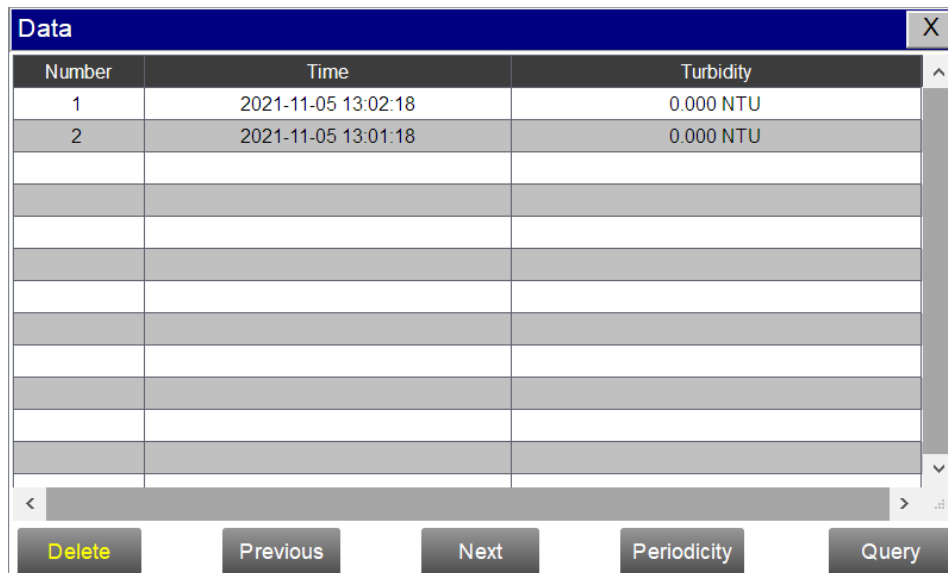 Data X
Number Time Turbidity
1 2021-11-05 13:02:18 0.000 NTU
2 2021-11-05 13:01:18 0.000 NTU
Delete Previous Next Periodicity Query